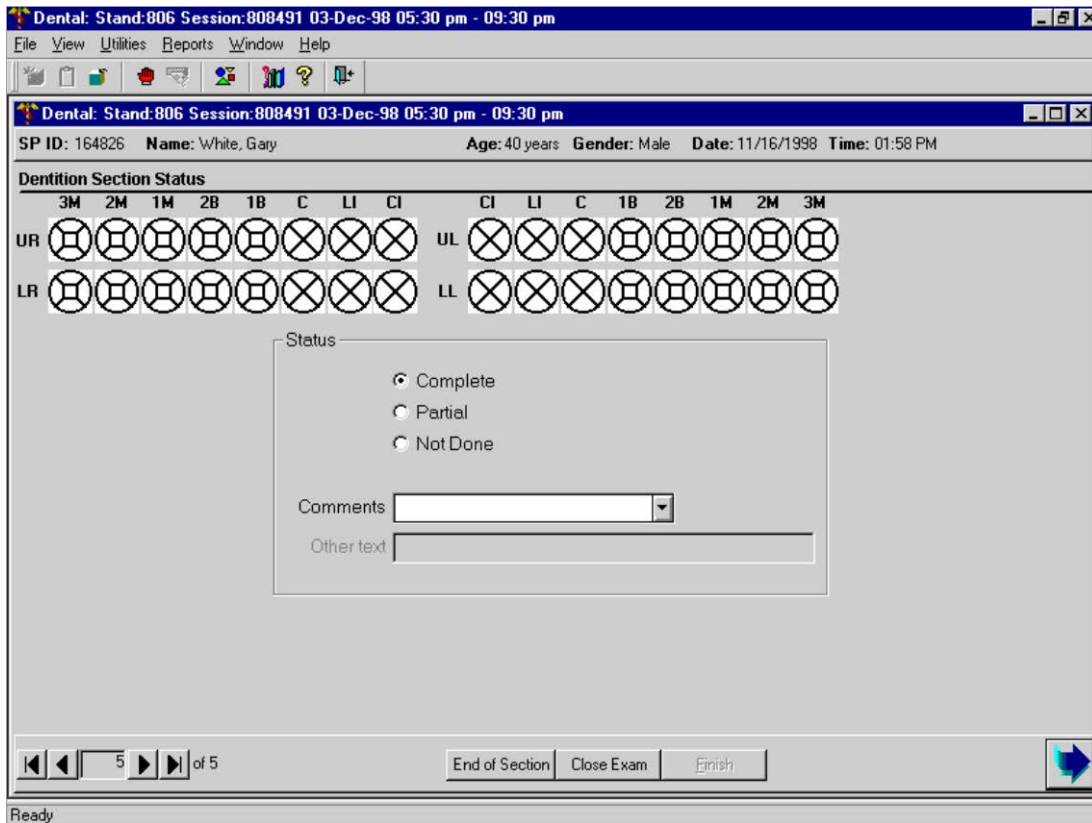 Dental: Stand:806 Session:808491 03-Dec-98 05:30 pm - 09:30 pm
File View Utilities Reports Window Help
Dental: Stand:806 Session:808491 03-Dec-98 05:30 pm - 09:30 pm
SP ID: 164826 Name: White, Gary Age: 40 years Gender: Male Date: 11/16/1998 Time: 01:58 PM
Dentition Section Status
3M 2M 1M 2B 1B C LI CI CI LI C 1B 2B 1M 2M 3M
UR UL
LR LL
Status
Complete
Partial
Not Done
Comments
Other text
5 of 5 End of Section Close Exam Finish
Ready